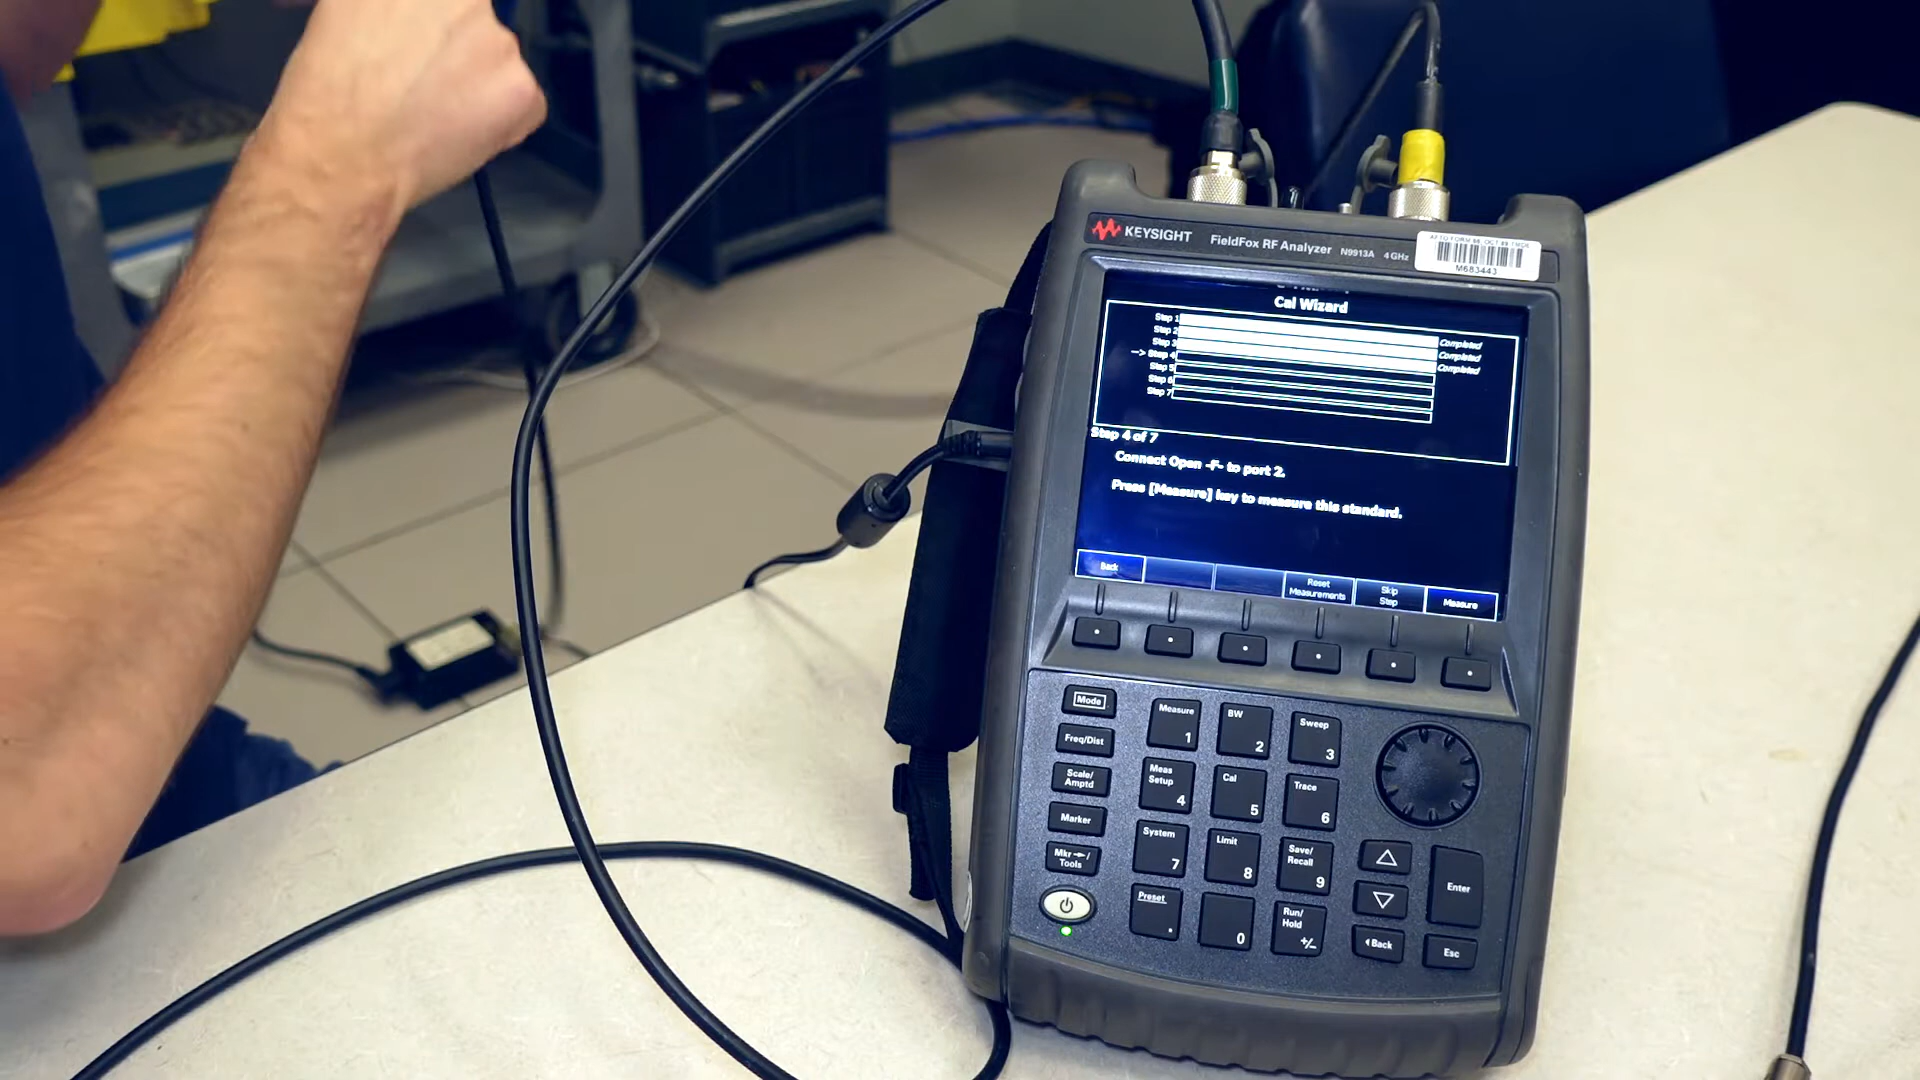 KEYSIGHT FieldFox RF Analyzer N9913A 4 GHz
M683443
Cal Wizard
Step 1
Step 2 Completed
Step 3 Completed
--> Step 4 Completed
Step 5
Step 6
Step 7
Step 4 of 7
Connect Open -F- to port 2.
Press [Measure] key to measure this standard.
Back
Reset
Measurements
Skip
Step
Measure
Mode
Measure
1
BW
2
Sweep
3
Freq/Dist
Scale/
Amptd
Meas
Setup
4
Cal
5
Trace
6
Marker
System
7
Limit
8
Save/
Recall
9
Mkr→/
Tools
Preset
.
0
Run/
Hold
+/-
Enter
Back
Esc